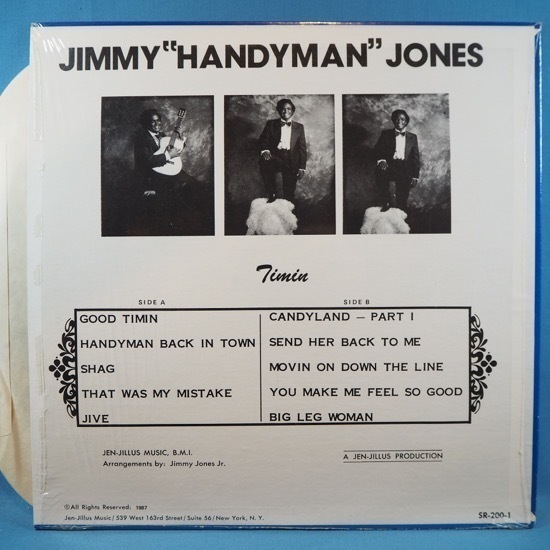 JIMMY "HANDYMAN" JONES
Timin
SIDE A
GOOD TIMIN
HANDYMAN BACK IN TOWN
SHAG
THAT WAS MY MISTAKE
JIVE
SIDE B
CANDYLAND — PART I
SEND HER BACK TO ME
MOVIN ON DOWN THE LINE
YOU MAKE ME FEEL SO GOOD
BIG LEG WOMAN
JEN-JILLUS MUSIC, B.M.I.
Arrangements by: Jimmy Jones Jr.
A JEN-JILLUS PRODUCTION
©All Rights Reserved: 1987
Jen-Jillus Music/ 539 West 163rd Street/ Suite 56/ New York, N. Y.
SR-200-1